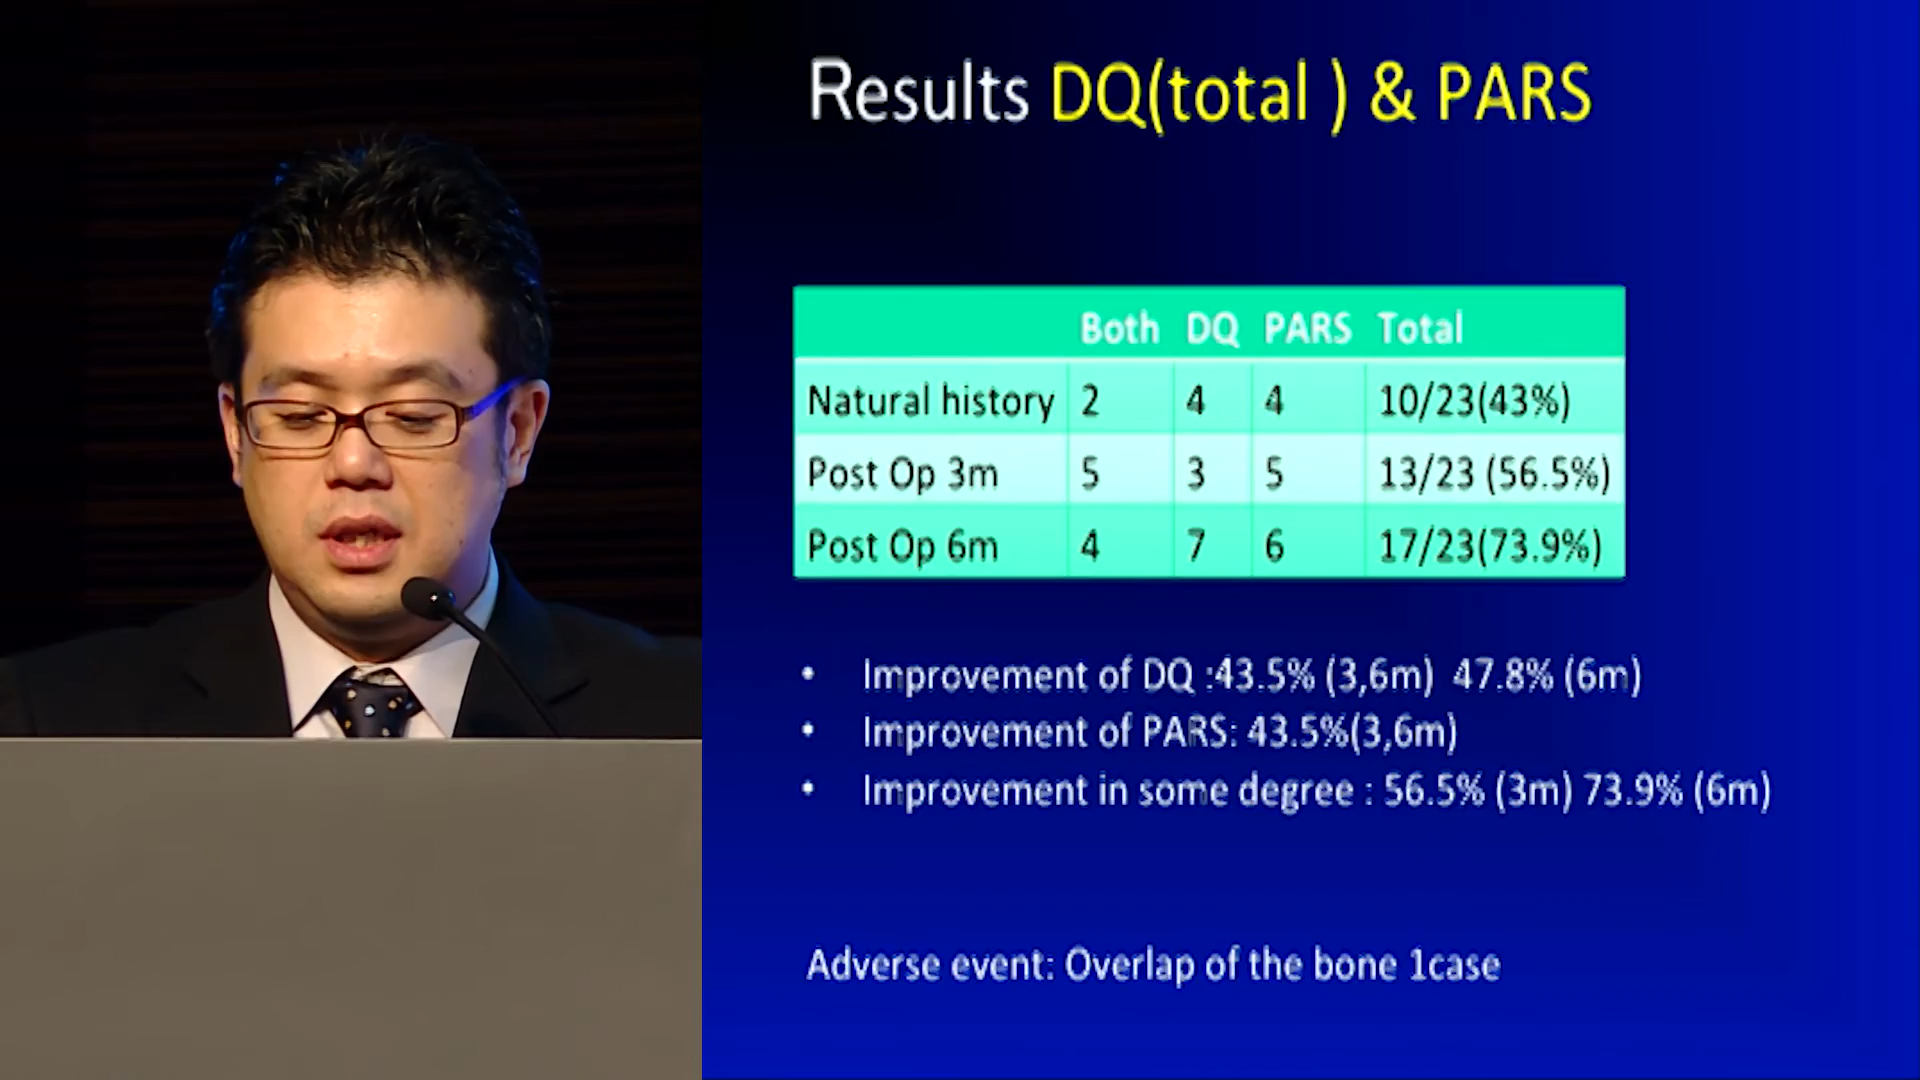 Results DQ(total ) & PARS
Both DQ PARS Total
Natural history 2 4 4 10/23(43%)
Post Op 3m 5 3 5 13/23 (56.5%)
Post Op 6m 4 7 6 17/23(73.9%)
• Improvement of DQ :43.5% (3,6m) 47.8% (6m)
• Improvement of PARS: 43.5%(3,6m)
• Improvement in some degree : 56.5% (3m) 73.9% (6m)
Adverse event: Overlap of the bone 1case